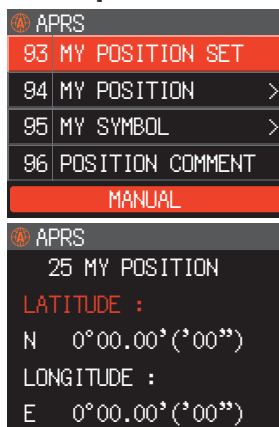 APRS
93 MY POSITION SET
94 MY POSITION >
95 MY SYMBOL >
96 POSITION COMMENT
MANUAL
APRS
25 MY POSITION
LATITUDE :
N 0°00.00’(’00”)
LONGITUDE :
E 0°00.00’(’00”)